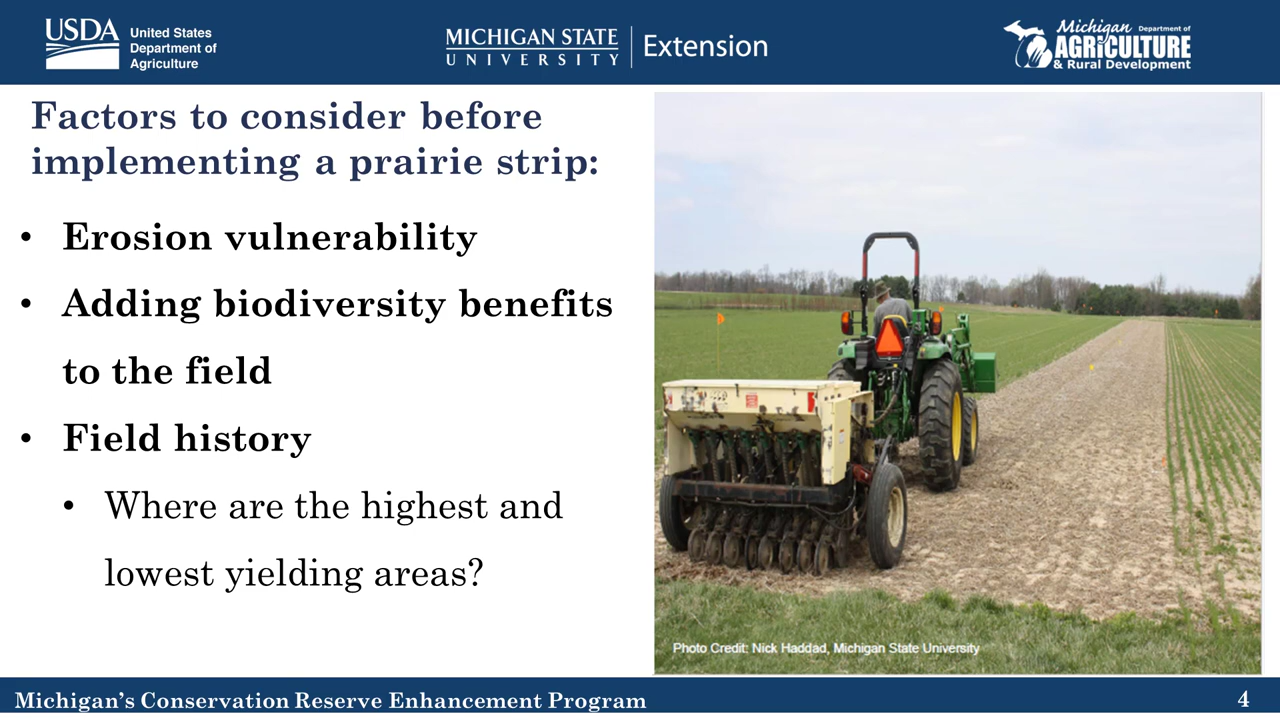 USDA United States
Department of
Agriculture
MICHIGAN STATE
UNIVERSITY
Extension
Michigan Department of
AGRICULTURE
& Rural Development
Factors to consider before
implementing a prairie strip:
• Erosion vulnerability
• Adding biodiversity benefits
to the field
• Field history
• Where are the highest and
lowest yielding areas?
Photo Credit: Nick Haddad, Michigan State University
Michigan's Conservation Reserve Enhancement Program
4